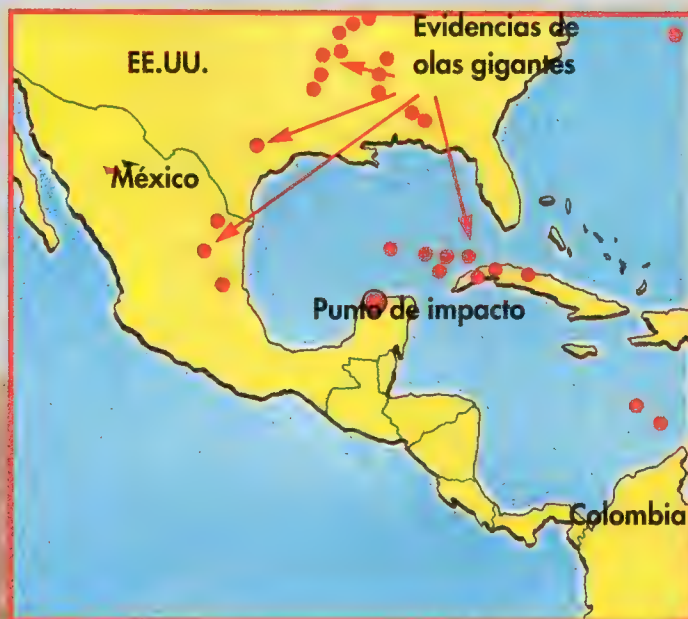 EE.UU.
Evidencias de
olas gigantes
México
Punto de impacto
Colombia